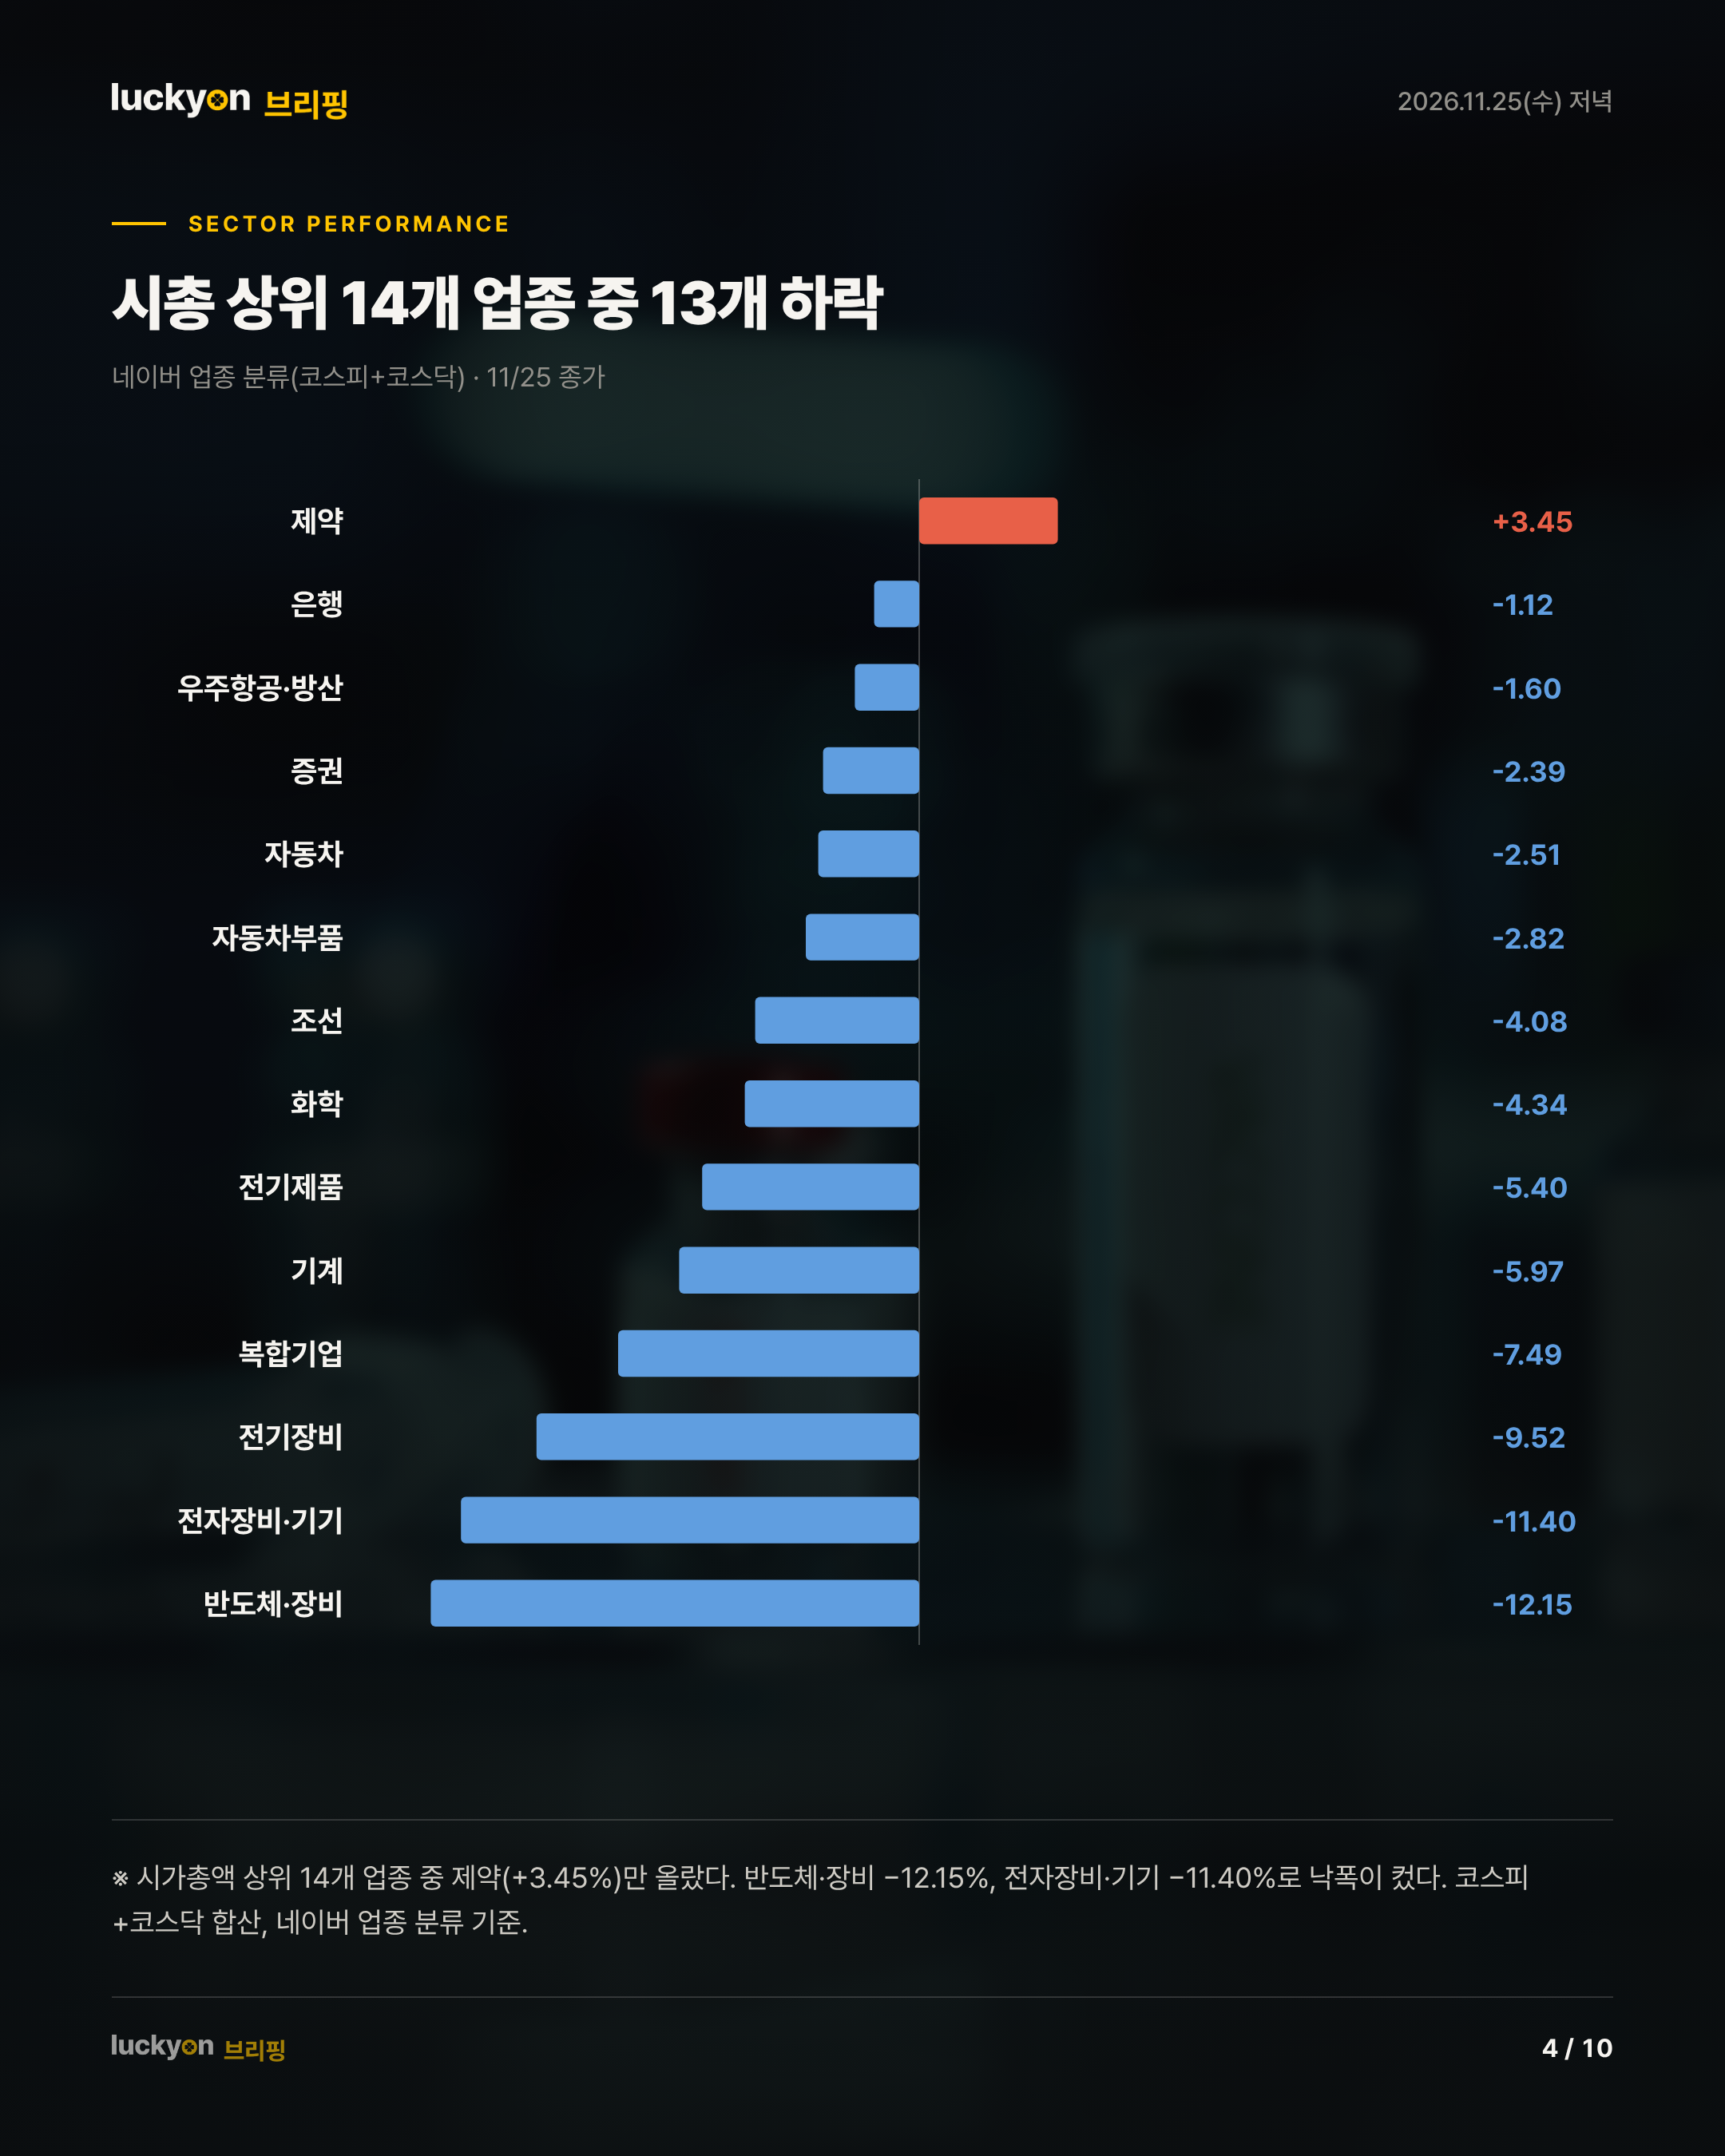 luckyon 브리핑
2026.11.25(수) 저녁
SECTOR PERFORMANCE
시총 상위 14개 업종 중 13개 하락
네이버 업종 분류(코스피+코스닥) · 11/25 종가
제약 +3.45
은행 -1.12
우주항공·방산 -1.60
증권 -2.39
자동차 -2.51
자동차부품 -2.82
조선 -4.08
화학 -4.34
전기제품 -5.40
기계 -5.97
복합기업 -7.49
전기장비 -9.52
전자장비·기기 -11.40
반도체·장비 -12.15
※ 시가총액 상위 14개 업종 중 제약(+3.45%)만 올랐다. 반도체·장비 −12.15%, 전자장비·기기 −11.40%로 낙폭이 컸다. 코스피
+코스닥 합산, 네이버 업종 분류 기준.
luckyon 브리핑
4 / 10